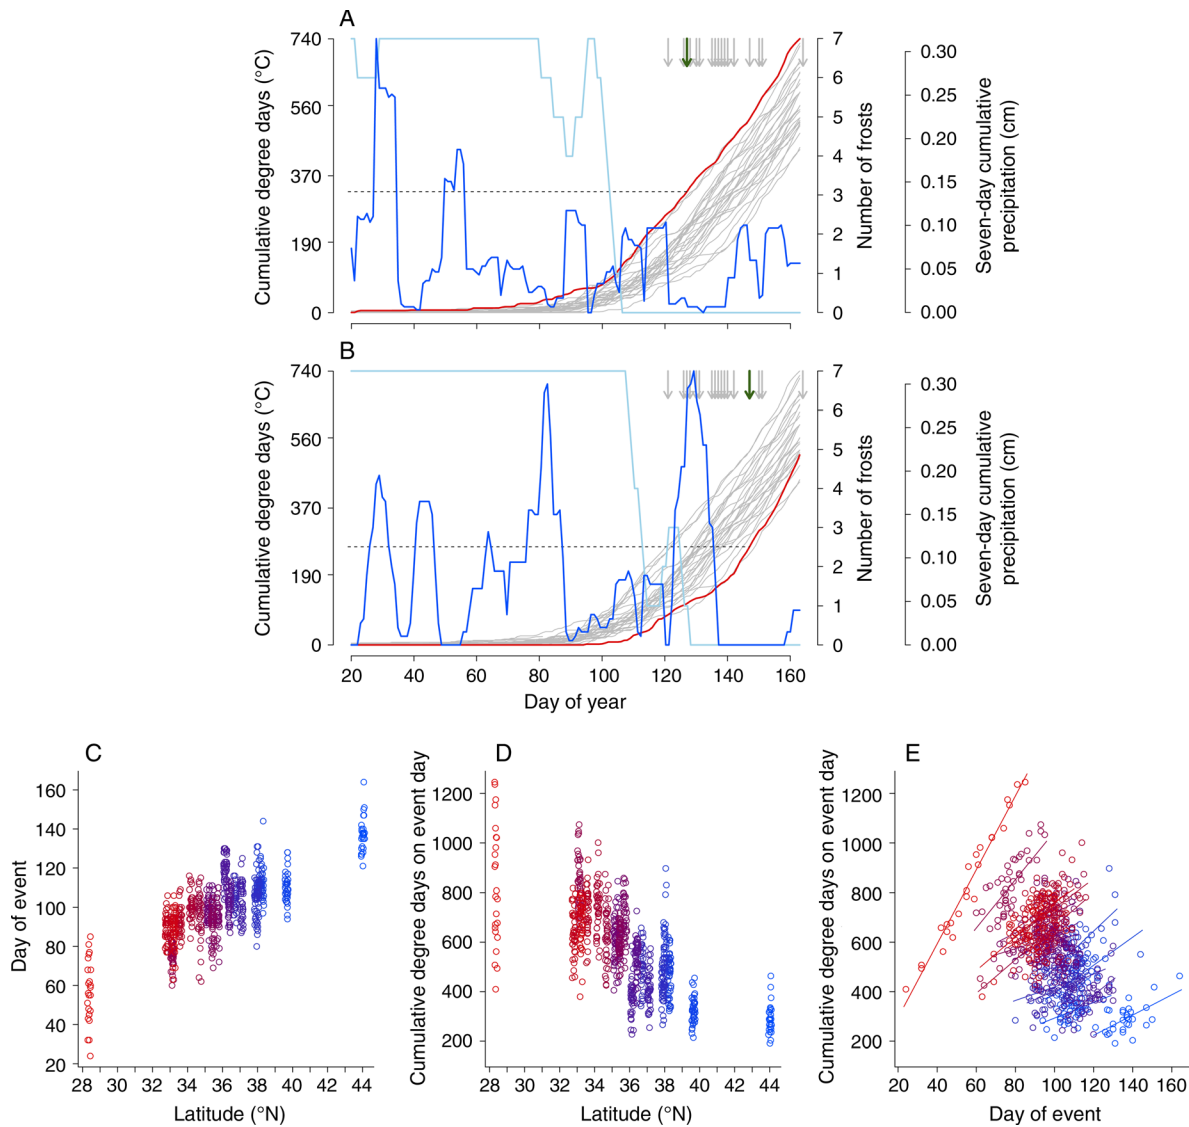 A
Cumulative degree days (°C)
740
560
370
190
0
7
6
5
4
3
2
1
0
Number of frosts
0.30
0.25
0.20
0.15
0.10
0.05
0.00
Seven-day cumulative
precipitation (cm)
B
Cumulative degree days (°C)
740
560
370
190
0
7
6
5
4
3
2
1
0
Number of frosts
0.30
0.25
0.20
0.15
0.10
0.05
0.00
Seven-day cumulative
precipitation (cm)
20 40 60 80 100 120 140 160
Day of year
C
Day of event
160
140
120
100
80
60
40
20
28 30 32 34 36 38 40 42 44
Latitude (°N)
D
Cumulative degree days on event day
1200
1000
800
600
400
200
28 30 32 34 36 38 40 42 44
Latitude (°N)
E
Cumulative degree days on event day
1200
1000
800
600
400
200
20 40 60 80 100 120 140 160
Day of event